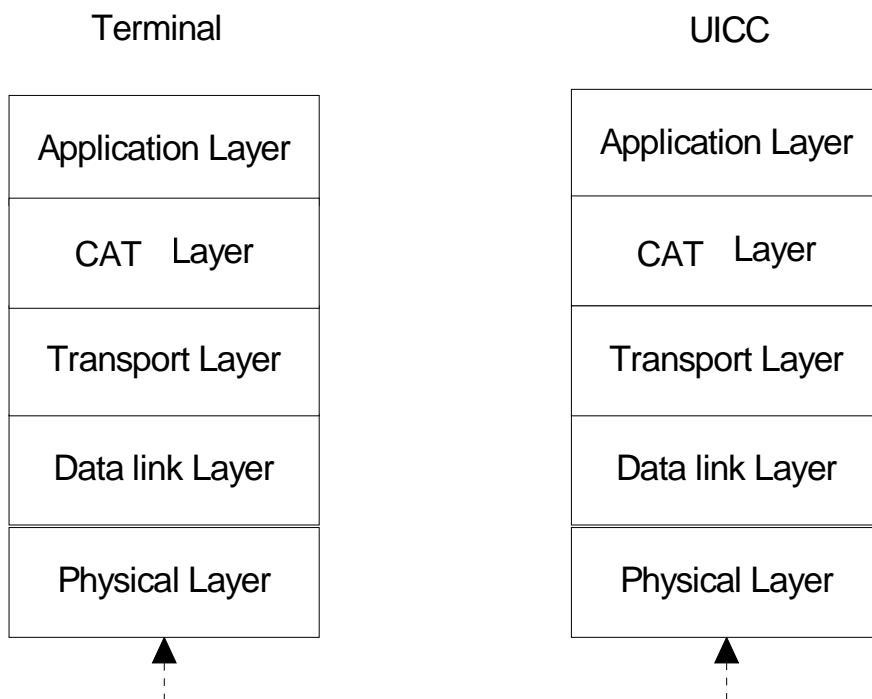 Terminal
UICC
Application Layer
Application Layer
CAT Layer
CAT Layer
Transport Layer
Transport Layer
Data link Layer
Data link Layer
Physical Layer
Physical Layer